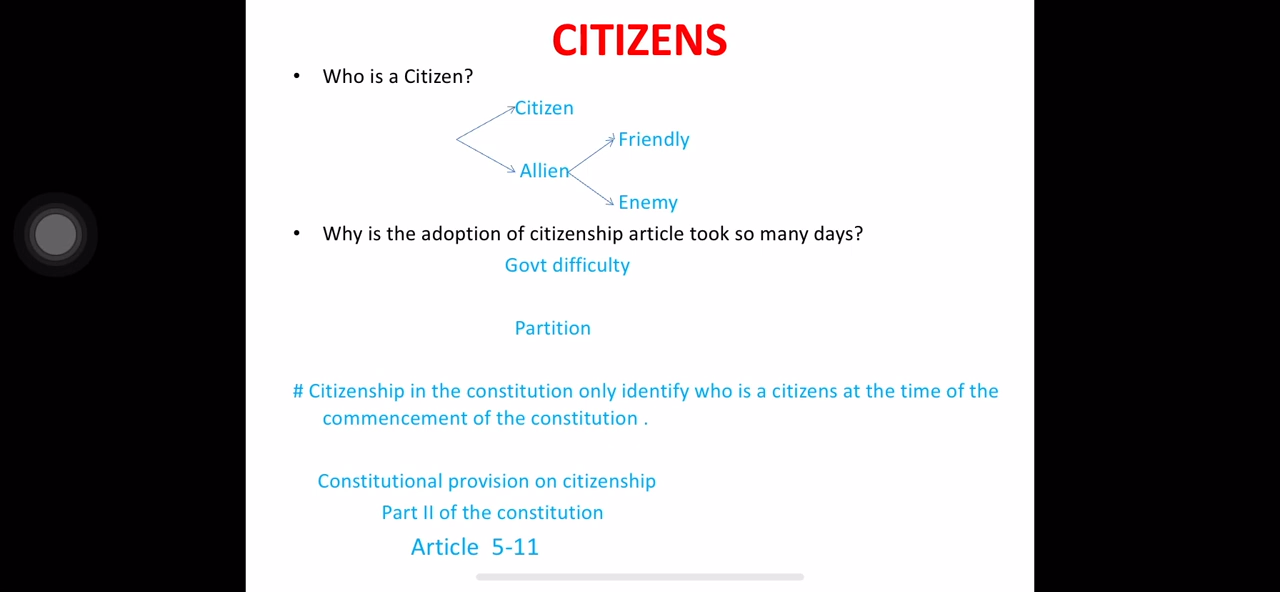 CITIZENS
• Who is a Citizen?
Citizen
Friendly
Allien
Enemy
• Why is the adoption of citizenship article took so many days?
Govt difficulty
Partition
# Citizenship in the constitution only identify who is a citizens at the time of the
commencement of the constitution .
Constitutional provision on citizenship
Part II of the constitution
Article 5-11